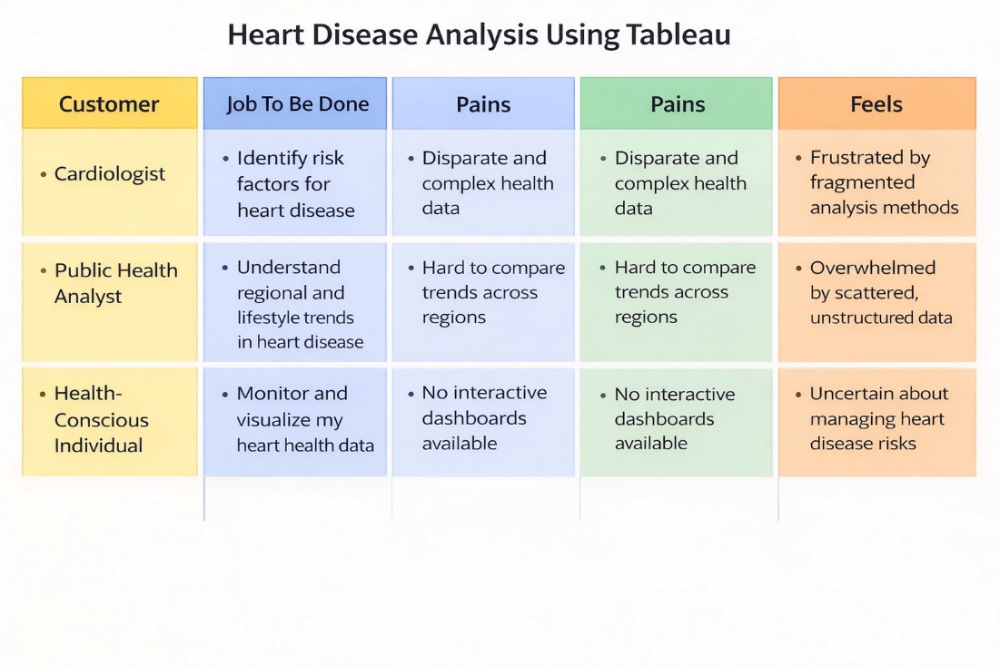 Heart Disease Analysis Using Tableau
Customer
Job To Be Done
Pains
Pains
Feels
• Cardiologist
• Identify risk
factors for
heart disease
• Disparate and
complex health
data
• Disparate and
complex health
data
• Frustrated by
fragmented
analysis methods
• Public Health
Analyst
• Understand
regional and
lifestyle trends
in heart disease
• Hard to compare
trends across
regions
• Hard to compare
trends across
regions
• Overwhelmed
by scattered,
unstructured data
• Health-
Conscious
Individual
• Monitor and
visualize my
heart health data
• No interactive
dashboards
available
• No interactive
dashboards
available
• Uncertain about
managing heart
disease risks